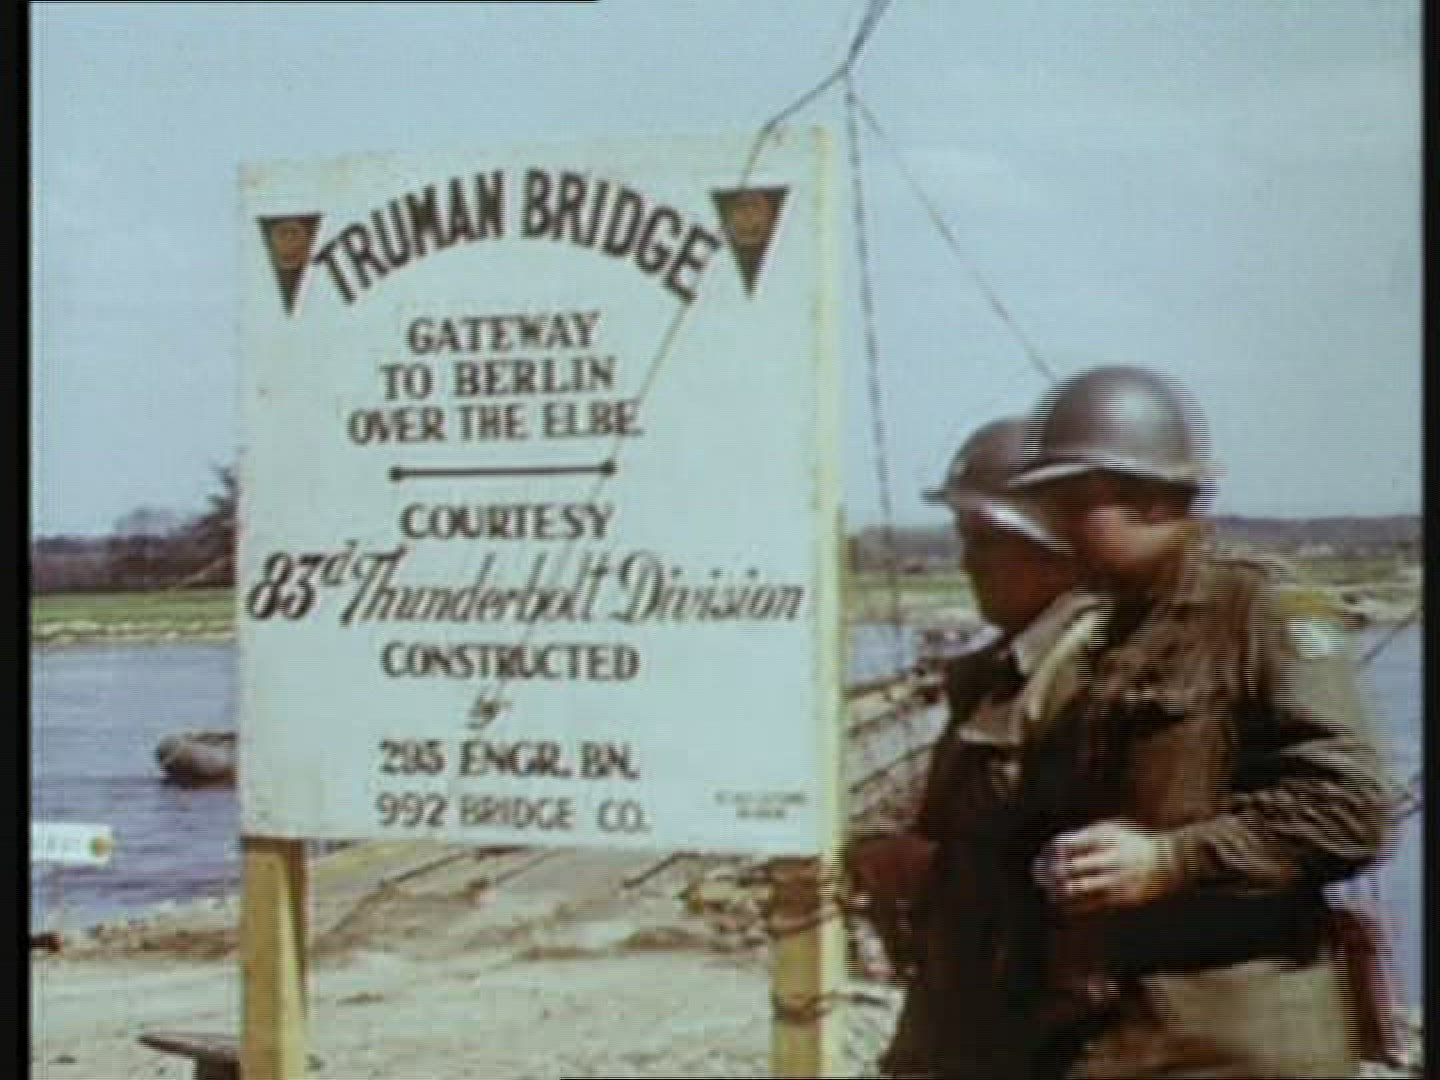 TRUMAN BRIDGE
GATEWAY
TO BERLIN
OVER THE ELBE
COURTESY
83d Thunderbolt Division
CONSTRUCTED
by
295 ENGR. BN.
992 BRIDGE CO.